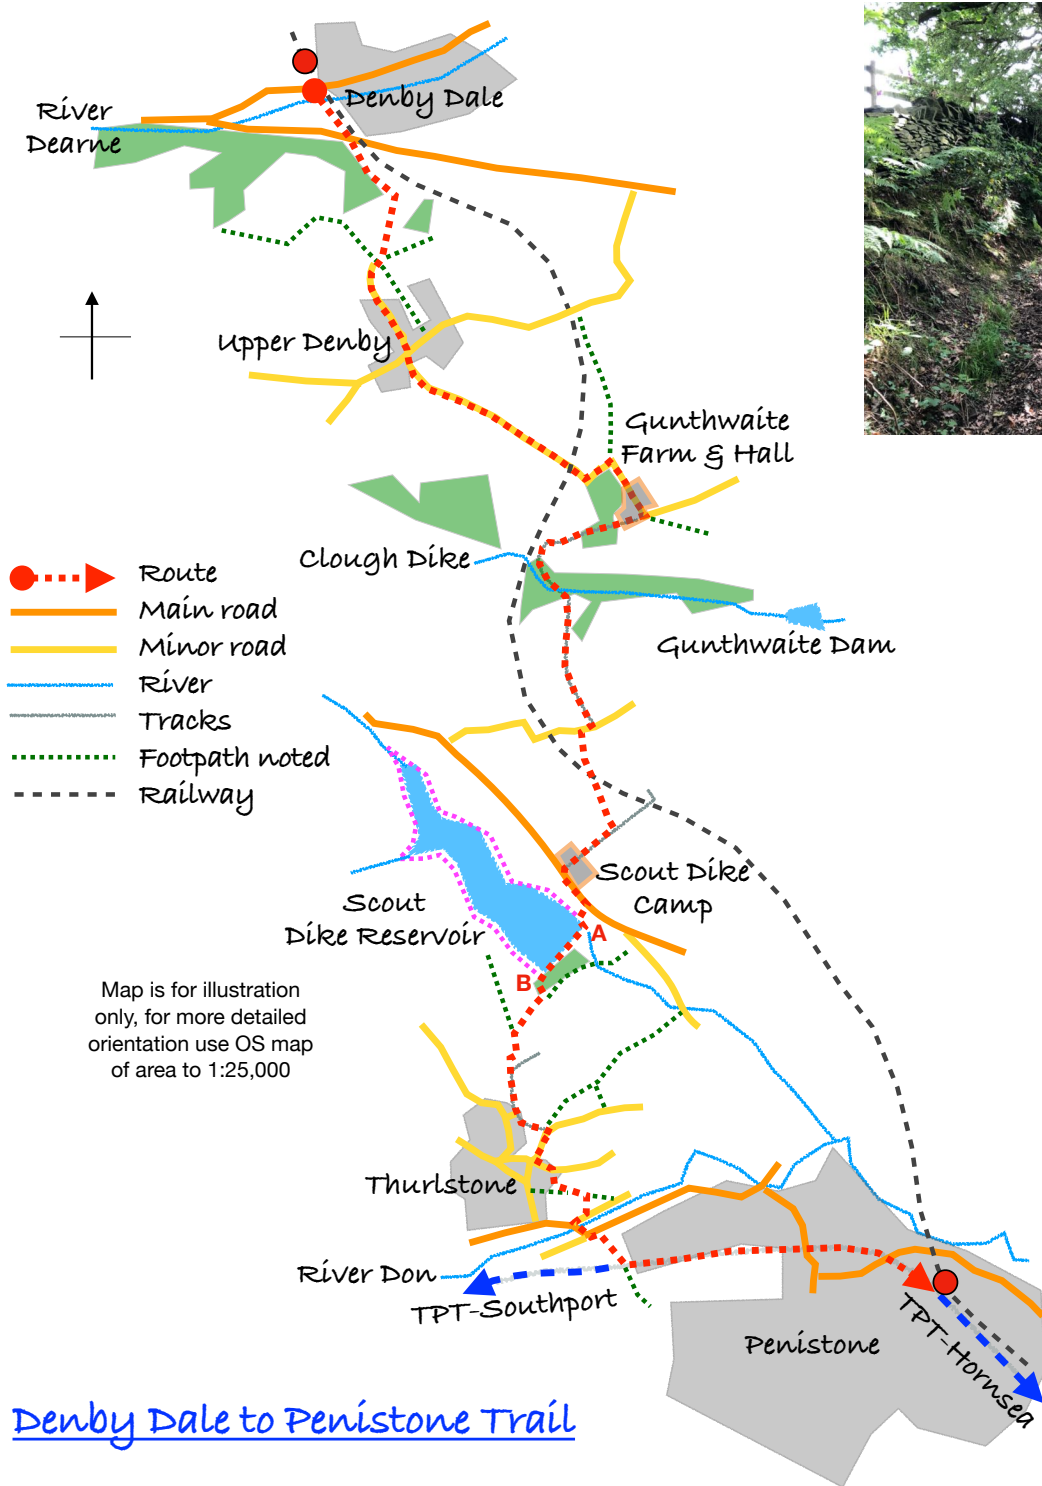 River
Dearne
Denby Dale
Upper Denby
Gunthwaite
Farm & Hall
Clough Dike
Gunthwaite Dam
Route
Main road
Minor road
River
Tracks
Footpath noted
Railway
Scout Dike
Camp
Scout
Dike Reservoir
A
B
Map is for illustration
only, for more detailed
orientation use OS map
of area to 1:25,000
Thurlstone
River Don
TPT-Southport
TPT-Hornsea
Penistone
Denby Dale to Penistone Trail